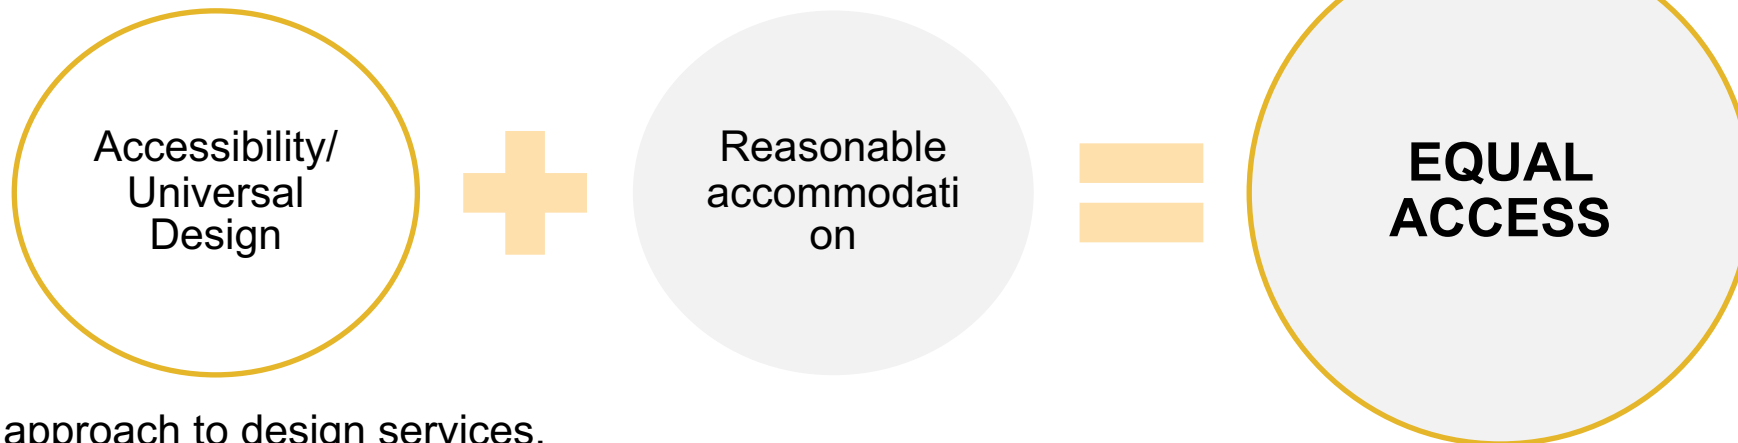 Accessibility/
Universal
Design
Reasonable
accommodati
on
EQUAL
ACCESS
approach to design services,